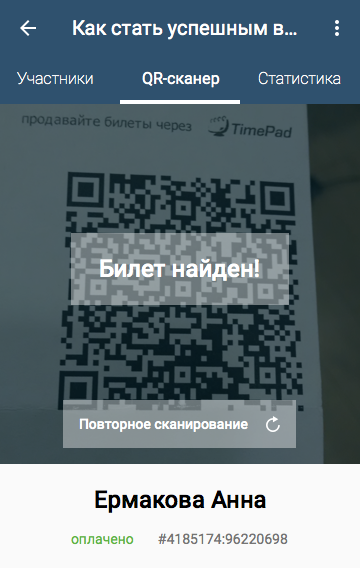 Как стать успешным в...
Участники
QR-сканер
Статистика
продавайте билеты через TimePad
Билет найден!
Повторное сканирование
Ермакова Анна
оплачено #4185174:96220698